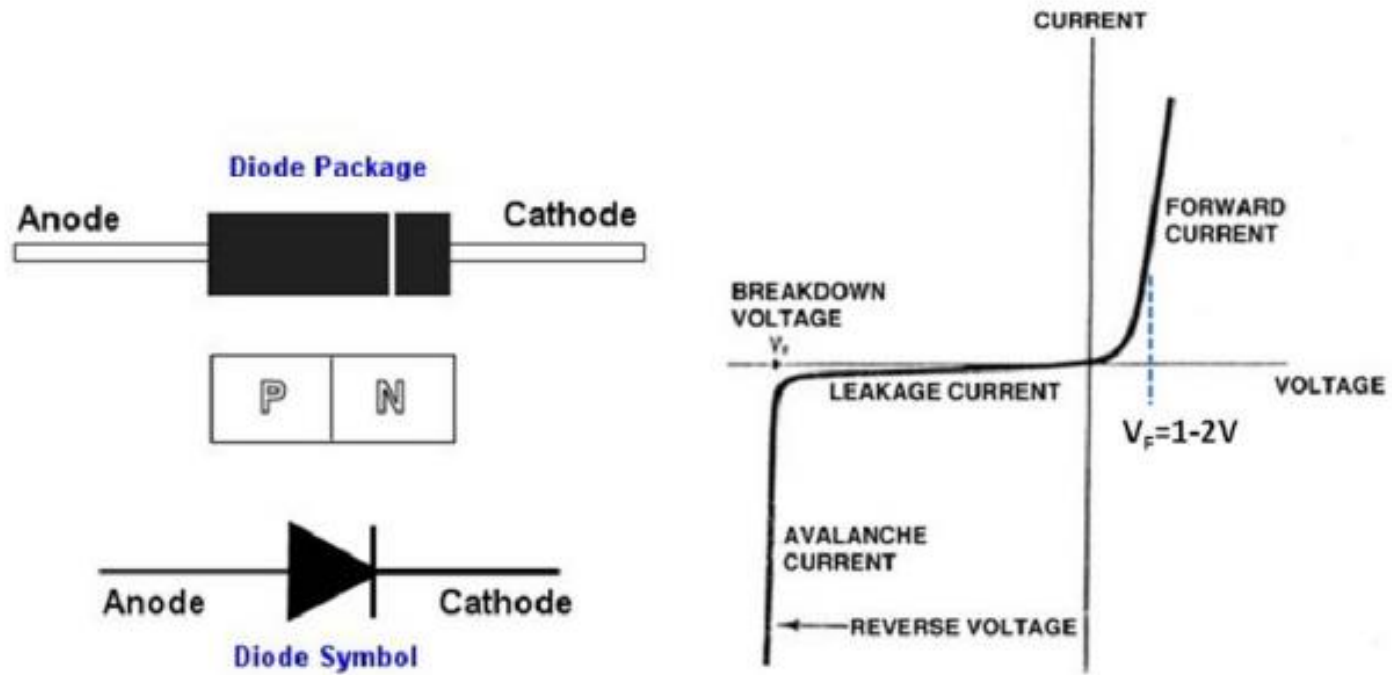 Diode Package
Anode
Cathode
P
N
Anode
Cathode
Diode Symbol
CURRENT
FORWARD
CURRENT
BREAKDOWN
VOLTAGE
LEAKAGE CURRENT
VOLTAGE
V_F=1-2V
AVALANCHE
CURRENT
REVERSE VOLTAGE